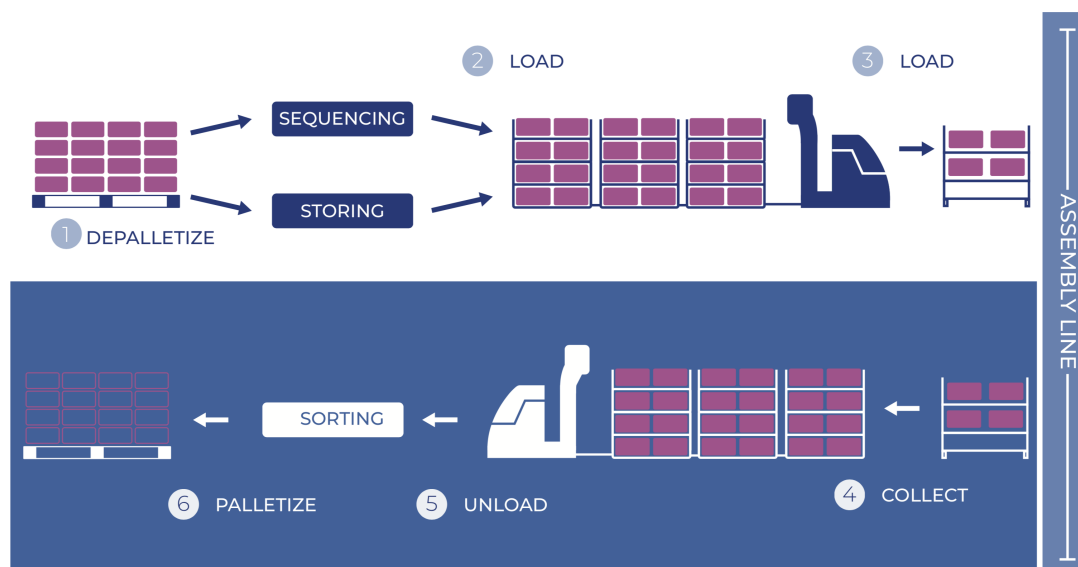 2 LOAD
3 LOAD
SEQUENCING
STORING
1 DEPALLETIZE
ASSEMBLY LINE
SORTING
4 COLLECT
5 UNLOAD
6 PALLETIZE